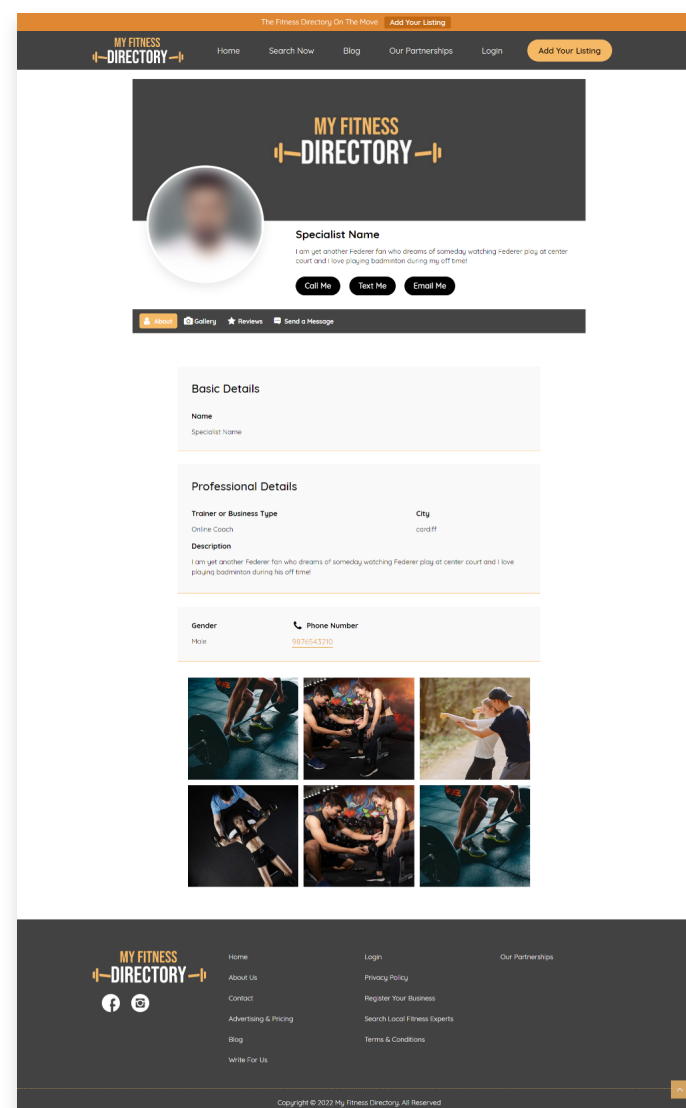 The Fitness Directory On The Move Add Your Listing
MY FITNESS
DIRECTORY
Home Search Now Blog Our Partnerships Login Add Your Listing
MY FITNESS
DIRECTORY
Specialist Name
I am yet another Federer fan who dreams of someday watching Federer play at center
court and I love playing badminton during my off time!
Call Me Text Me Email Me
About Gallery Reviews Send a Message
Basic Details
Name
Specialist Name
Professional Details
Trainer or Business Type City
Online Coach cardiff
Description
I am yet another Federer fan who dreams of someday watching Federer play at center court and I love
playing badminton during his off time!
Gender Phone Number
Male 9876543210
MY FITNESS
DIRECTORY
Home Login Our Partnerships
About Us Privacy Policy
Contact Register Your Business
Advertising & Pricing Search Local Fitness Experts
Blog Terms & Conditions
Write For Us
Copyright © 2022 My Fitness Directory, All Reserved